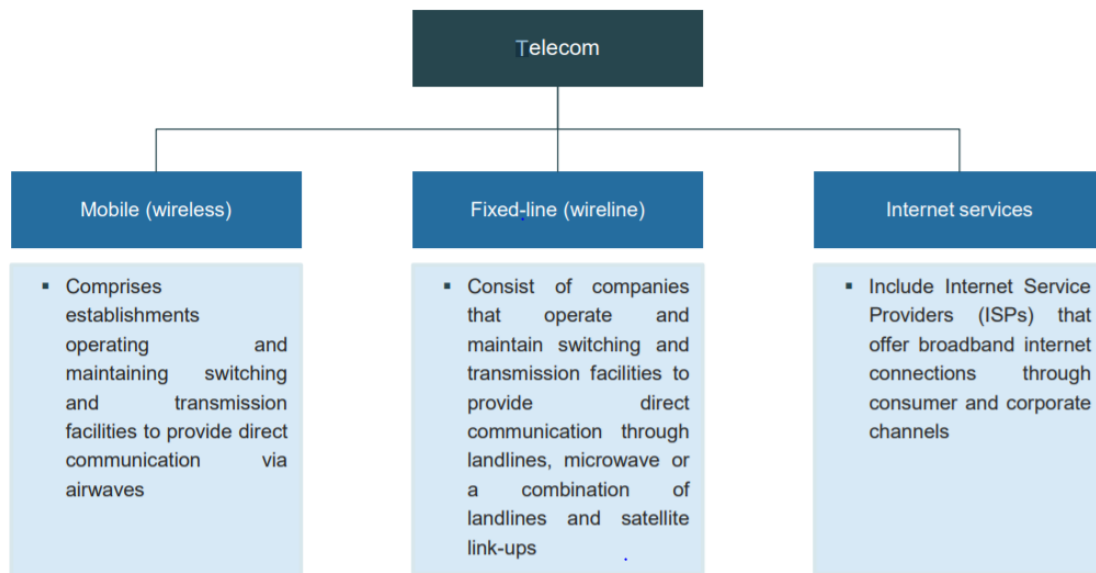 Telecom
Mobile (wireless)
Fixed-line (wireline)
Internet services
▪ Comprises
establishments
operating and
maintaining switching
and transmission
facilities to provide direct
communication via
airwaves
▪ Consist of companies
that operate and
maintain switching and
transmission facilities to
provide direct
communication through
landlines, microwave or
a combination of
landlines and satellite
link-ups
▪ Include Internet Service
Providers (ISPs) that
offer broadband internet
connections through
consumer and corporate
channels